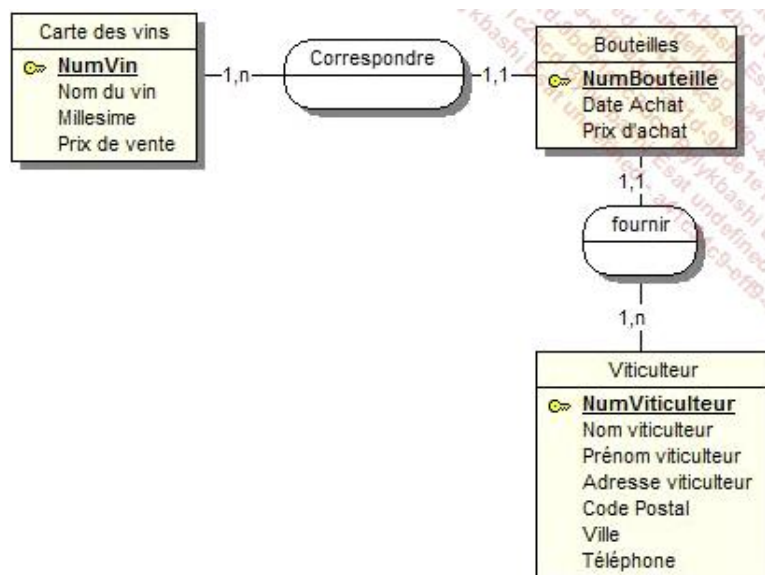 Carte des vins
NumVin
Nom du vin
Millesime
Prix de vente
1,n
Correspondre
1,1
Bouteilles
NumBouteille
Date Achat
Prix d'achat
1,1
fournir
1,n
Viticulteur
NumViticulteur
Nom viticulteur
Prénom viticulteur
Adresse viticulteur
Code Postal
Ville
Téléphone